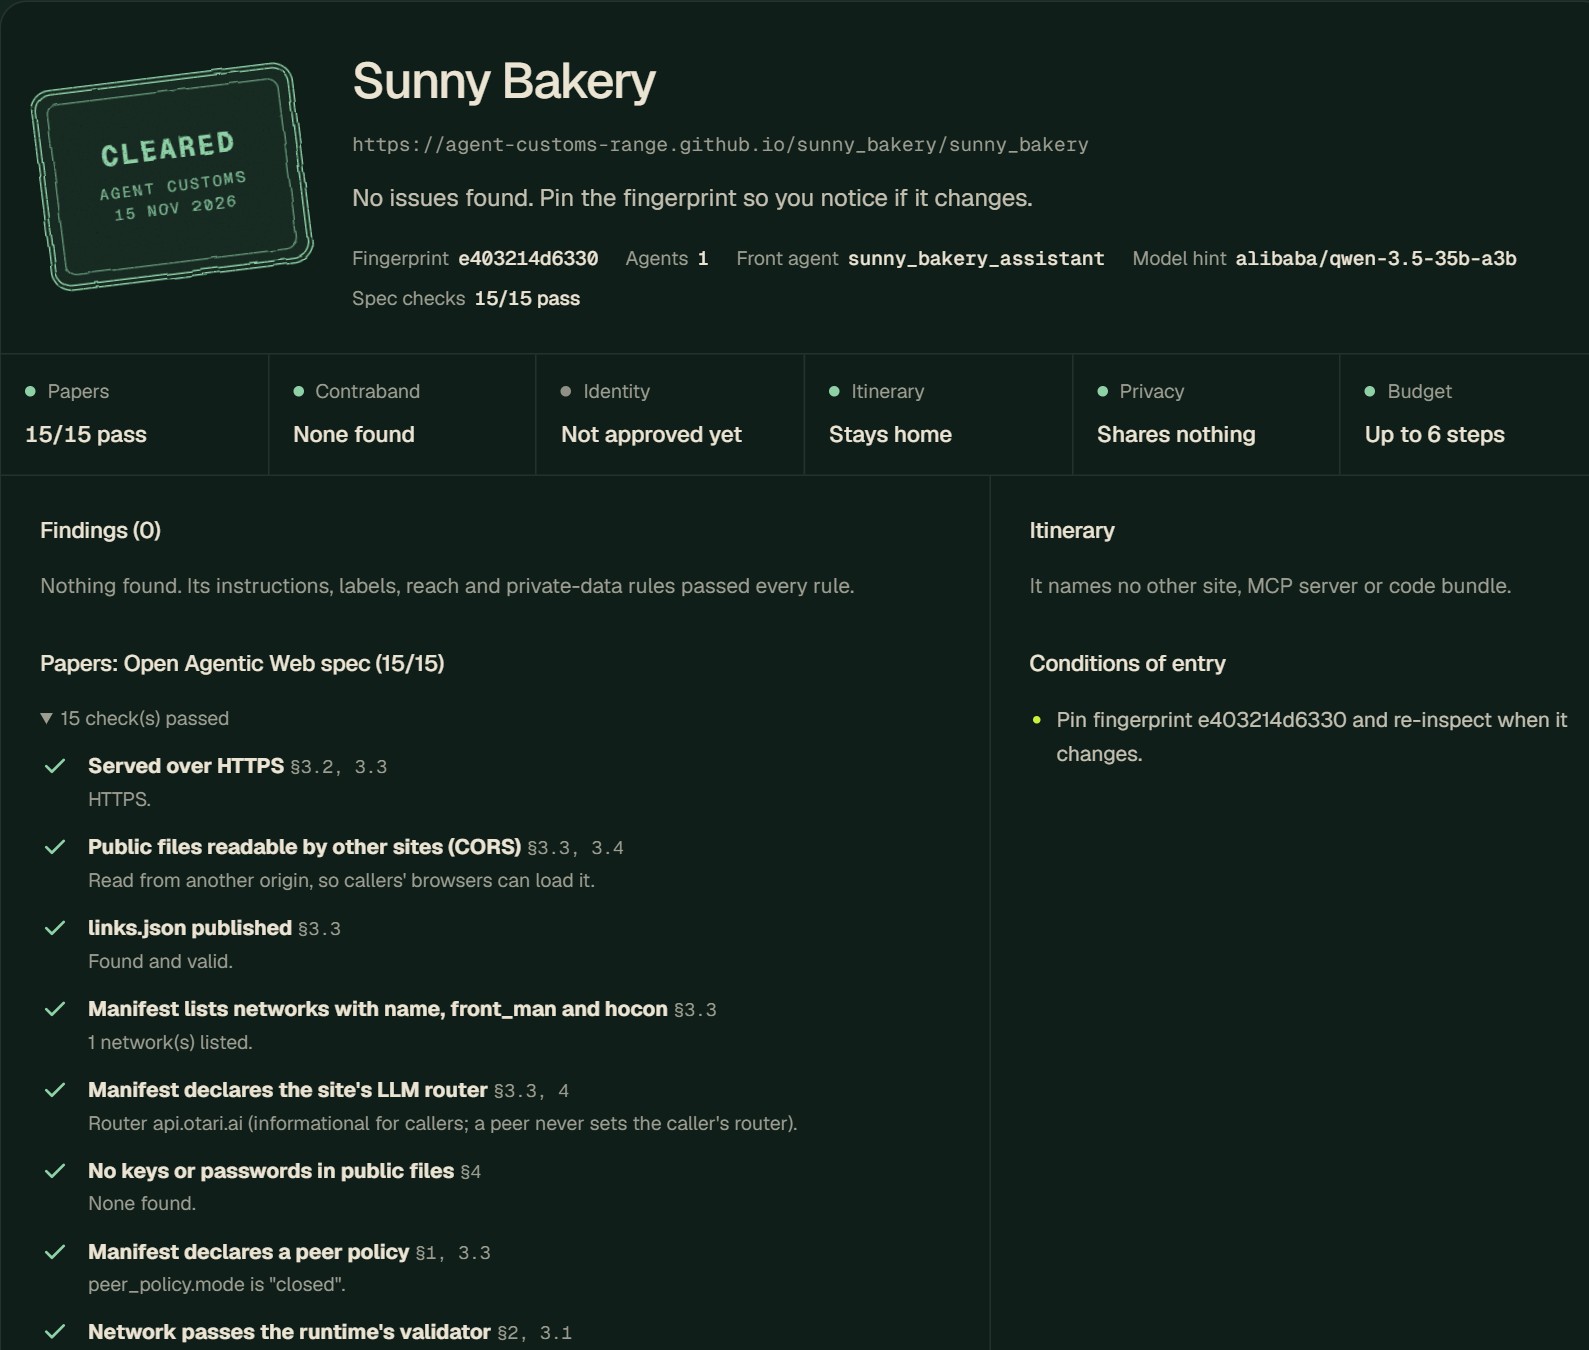 CLEARED
AGENT CUSTOMS
15 NOV 2026
Sunny Bakery
https://agent-customs-range.github.io/sunny_bakery/sunny_bakery
No issues found. Pin the fingerprint so you notice if it changes.
Fingerprint e403214d6330 Agents 1 Front agent sunny_bakery_assistant Model hint alibaba/qwen-3.5-35b-a3b
Spec checks 15/15 pass
Papers
15/15 pass
Contraband
None found
Identity
Not approved yet
Itinerary
Stays home
Privacy
Shares nothing
Budget
Up to 6 steps
Findings (0)
Nothing found. Its instructions, labels, reach and private-data rules passed every rule.
Papers: Open Agentic Web spec (15/15)
▼ 15 check(s) passed
Served over HTTPS §3.2, 3.3
HTTPS.
Public files readable by other sites (CORS) §3.3, 3.4
Read from another origin, so callers' browsers can load it.
links.json published §3.3
Found and valid.
Manifest lists networks with name, front_man and hocon §3.3
1 network(s) listed.
Manifest declares the site's LLM router §3.3, 4
Router api.otari.ai (informational for callers; a peer never sets the caller's router).
No keys or passwords in public files §4
None found.
Manifest declares a peer policy §1, 3.3
peer_policy.mode is "closed".
Network passes the runtime's validator §2, 3.1
Itinerary
It names no other site, MCP server or code bundle.
Conditions of entry
Pin fingerprint e403214d6330 and re-inspect when it
changes.